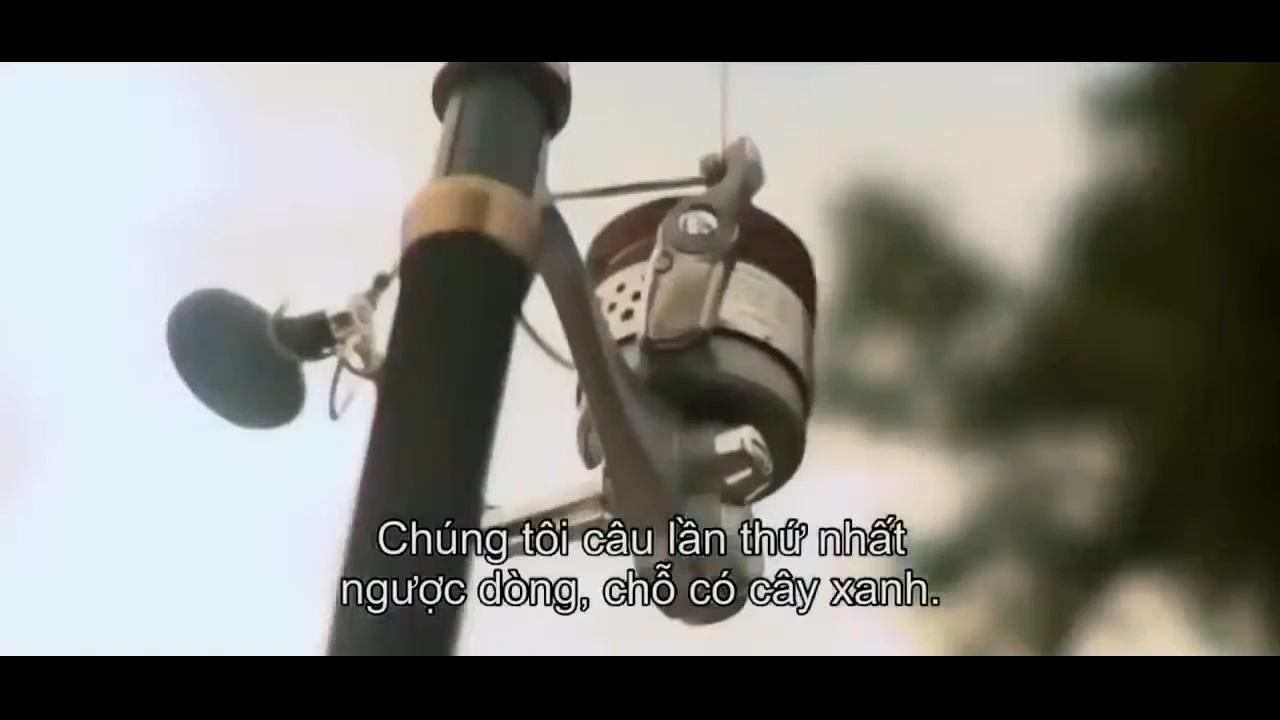 Chúng tôi câu lần thứ nhất
ngược dòng, chỗ có cây xanh.